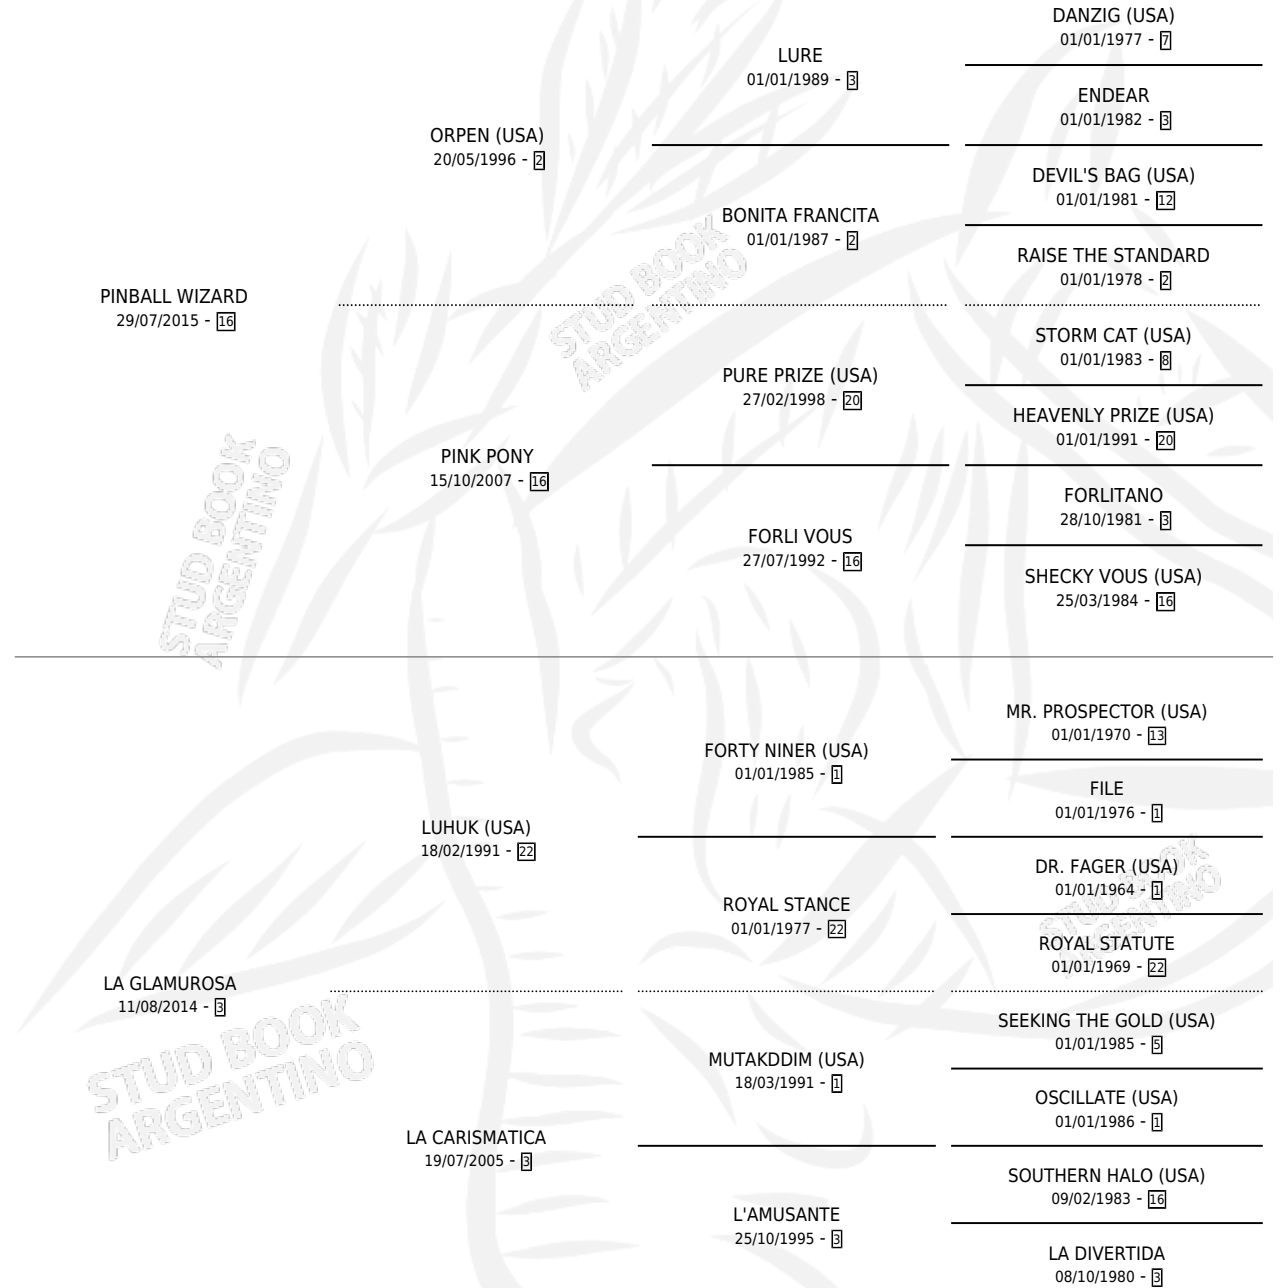 DANZIG (USA)
01/01/1977 - 7
LURE
01/01/1989 - 3
ENDEAR
01/01/1982 - 3
ORPEN (USA)
20/05/1996 - 2
DEVIL'S BAG (USA)
01/01/1981 - 12
BONITA FRANCITA
01/01/1987 - 2
RAISE THE STANDARD
01/01/1978 - 2
PINBALL WIZARD
29/07/2015 - 16
STUD BOOK
ARGENTINO
STORM CAT (USA)
01/01/1983 - 8
PURE PRIZE (USA)
27/02/1998 - 20
HEAVENLY PRIZE (USA)
01/01/1991 - 20
PINK PONY
15/10/2007 - 16
FORLITANO
28/10/1981 - 3
FORLI VOUS
27/07/1992 - 16
SHECKY VOUS (USA)
25/03/1984 - 16
STUD BOOK
ARGENTINO
MR. PROSPECTOR (USA)
01/01/1970 - 13
FORTY NINER (USA)
01/01/1985 - 1
FILE
01/01/1976 - 1
LUHUK (USA)
18/02/1991 - 22
DR. FAGER (USA)
01/01/1964 - 1
ROYAL STANCE
01/01/1977 - 22
ROYAL STATUTE
01/01/1969 - 22
STUD BOOK
ARGENTINO
LA GLAMUROSA
11/08/2014 - 3
SEEKING THE GOLD (USA)
01/01/1985 - 5
MUTAKDDIM (USA)
18/03/1991 - 1
OSCILLATE (USA)
01/01/1986 - 1
STUD BOOK
ARGENTINO
LA CARISMATICA
19/07/2005 - 3
SOUTHERN HALO (USA)
09/02/1983 - 16
L'AMUSANTE
25/10/1995 - 3
LA DIVERTIDA
08/10/1980 - 3